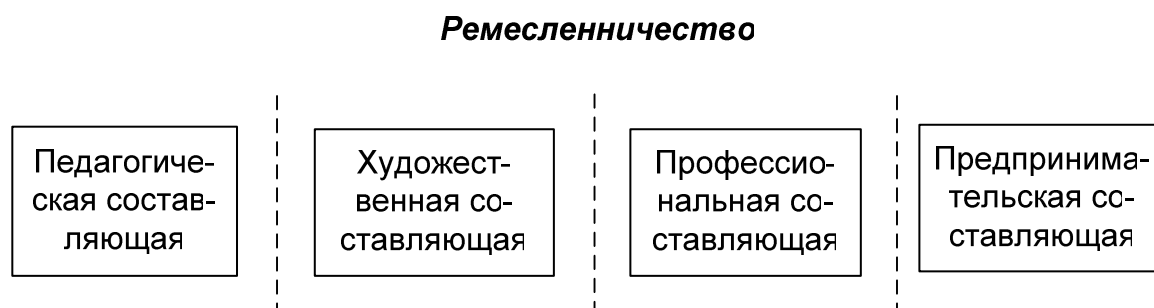 Ремесленничество
Педагогиче-
ская состав-
ляющая
Художест-
венная со-
ставляющая
Профессио-
нальная со-
ставляющая
Предпринима-
тельская со-
ставляющая